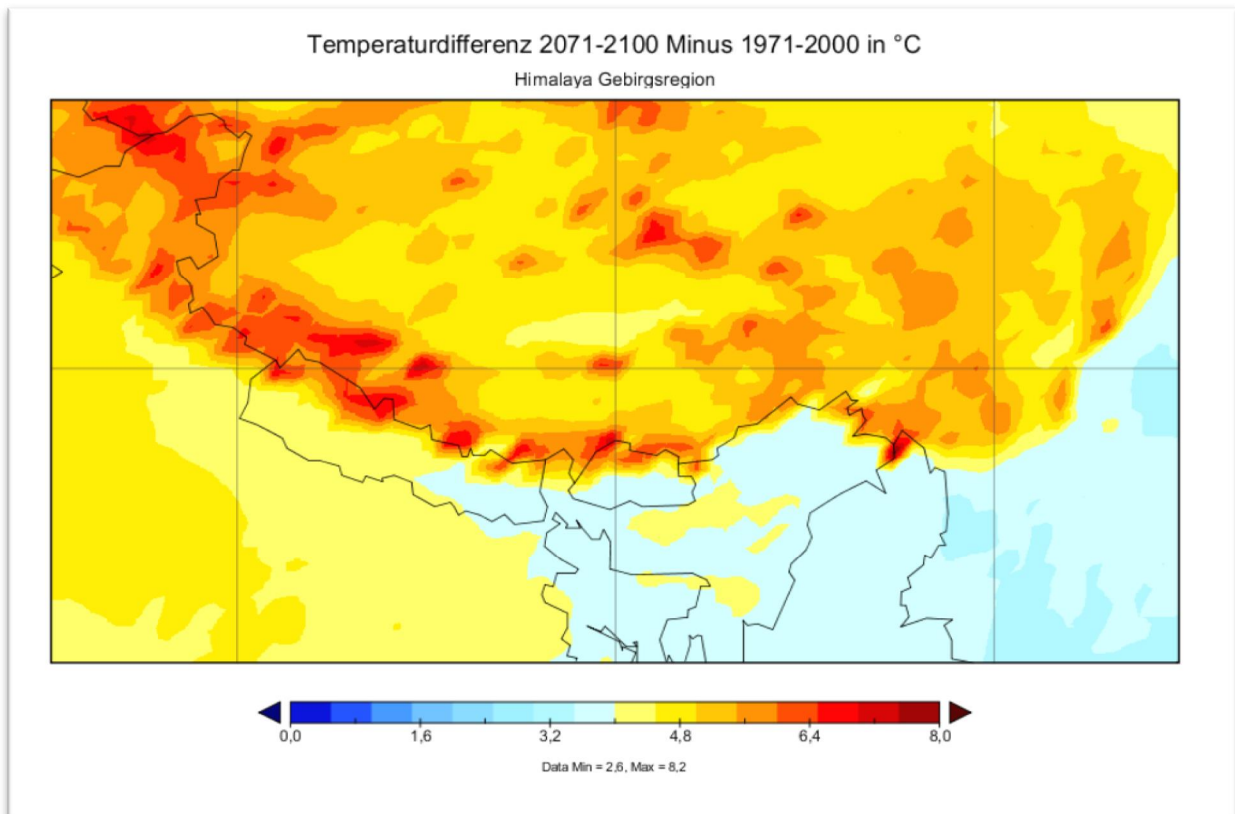 Temperaturdifferenz 2071-2100 Minus 1971-2000 in °C
Himalaya Gebirgsregion
0,0 1,6 3,2 4,8 6,4 8,0
Data Min = 2,6, Max = 8,2